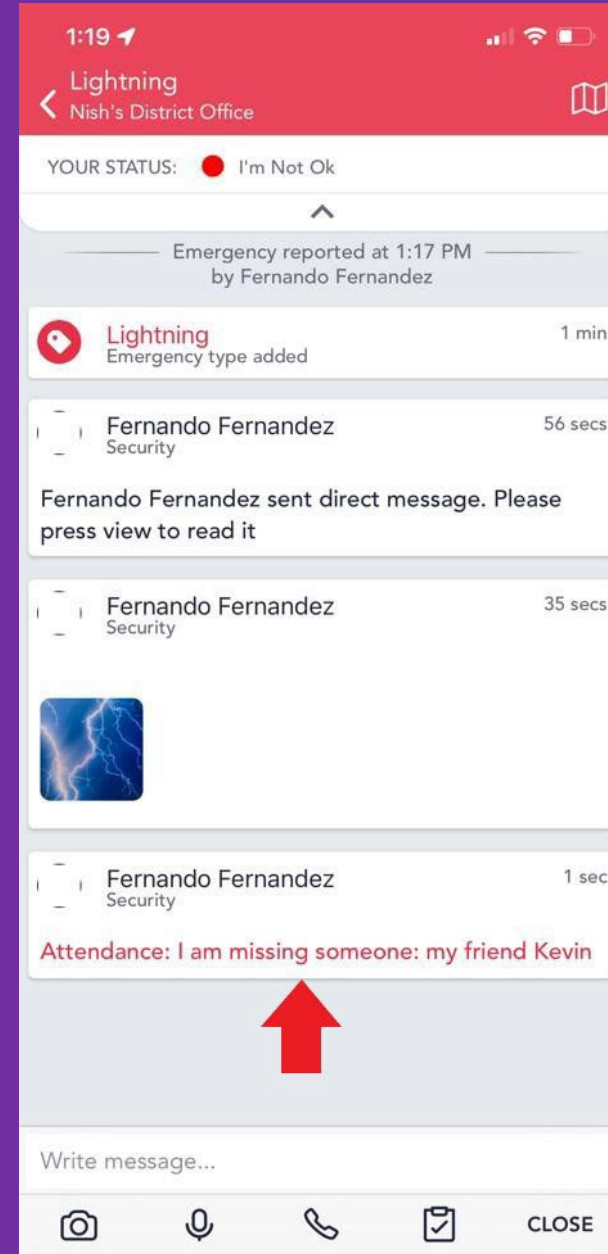 1:19
Lightning
Nish's District Office
YOUR STATUS: I'm Not Ok
Emergency reported at 1:17 PM
by Fernando Fernandez
Lightning 1 min
Emergency type added
Fernando Fernandez 56 secs
Security
Fernando Fernandez sent direct message. Please
press view to read it
Fernando Fernandez 35 secs
Security
Fernando Fernandez 1 sec
Security
Attendance: I am missing someone: my friend Kevin
Write message...
CLOSE